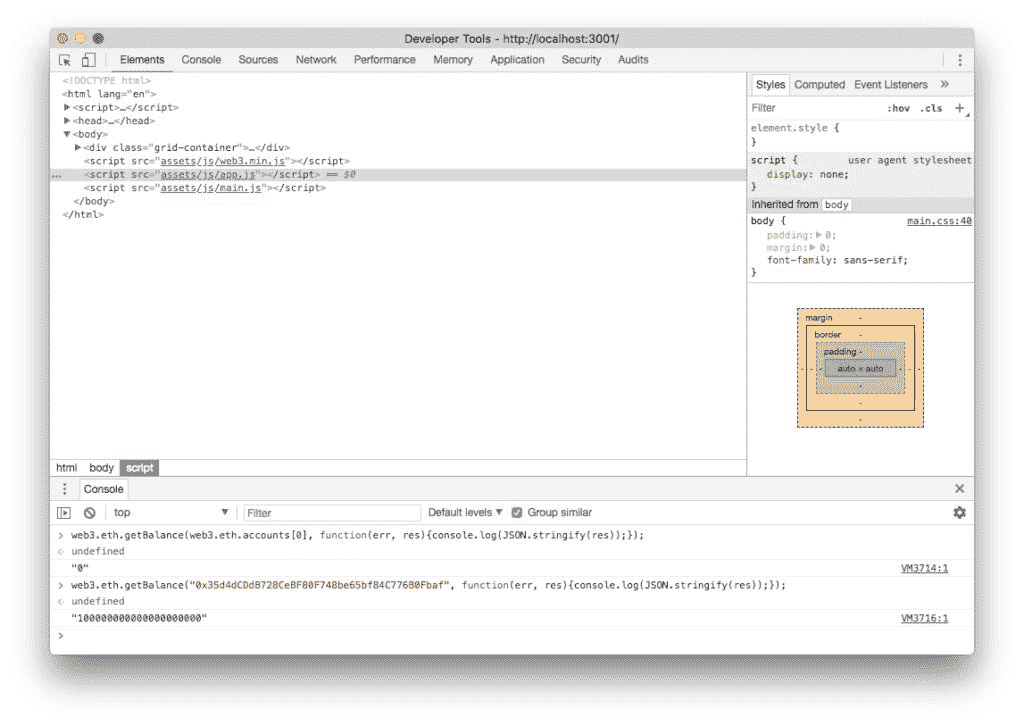 Developer Tools - http://localhost:3001/
Elements Console Sources Network Performance Memory Application Security Audits
<!DOCTYPE html>
<html lang="en">
<script>…</script>
<head>…</head>
<body>
<div class="grid-container">…</div>
<script src="assets/js/web3.min.js"></script>
<script src="assets/js/app.js"></script> == $0
<script src="assets/js/main.js"></script>
</body>
</html>
html body script
Styles Computed Event Listeners »
Filter :hov .cls +
element.style {
}
script { user agent stylesheet
display: none;
}
Inherited from body
body { main.css:40
padding: 0;
margin: 0;
font-family: sans-serif;
}
margin -
border -
padding -
- - - auto × auto - - -
-
-
-
Console
top Filter Default levels Group similar
> web3.eth.getBalance(web3.eth.accounts[0], function(err, res){console.log(JSON.stringify(res));});
< undefined
"0" VM3714:1
> web3.eth.getBalance("0x35d4dCDdB728CeBF80F748be65bf84C776B0Fbaf", function(err, res){console.log(JSON.stringify(res));});
< undefined
"100000000000000000000" VM3716:1
>